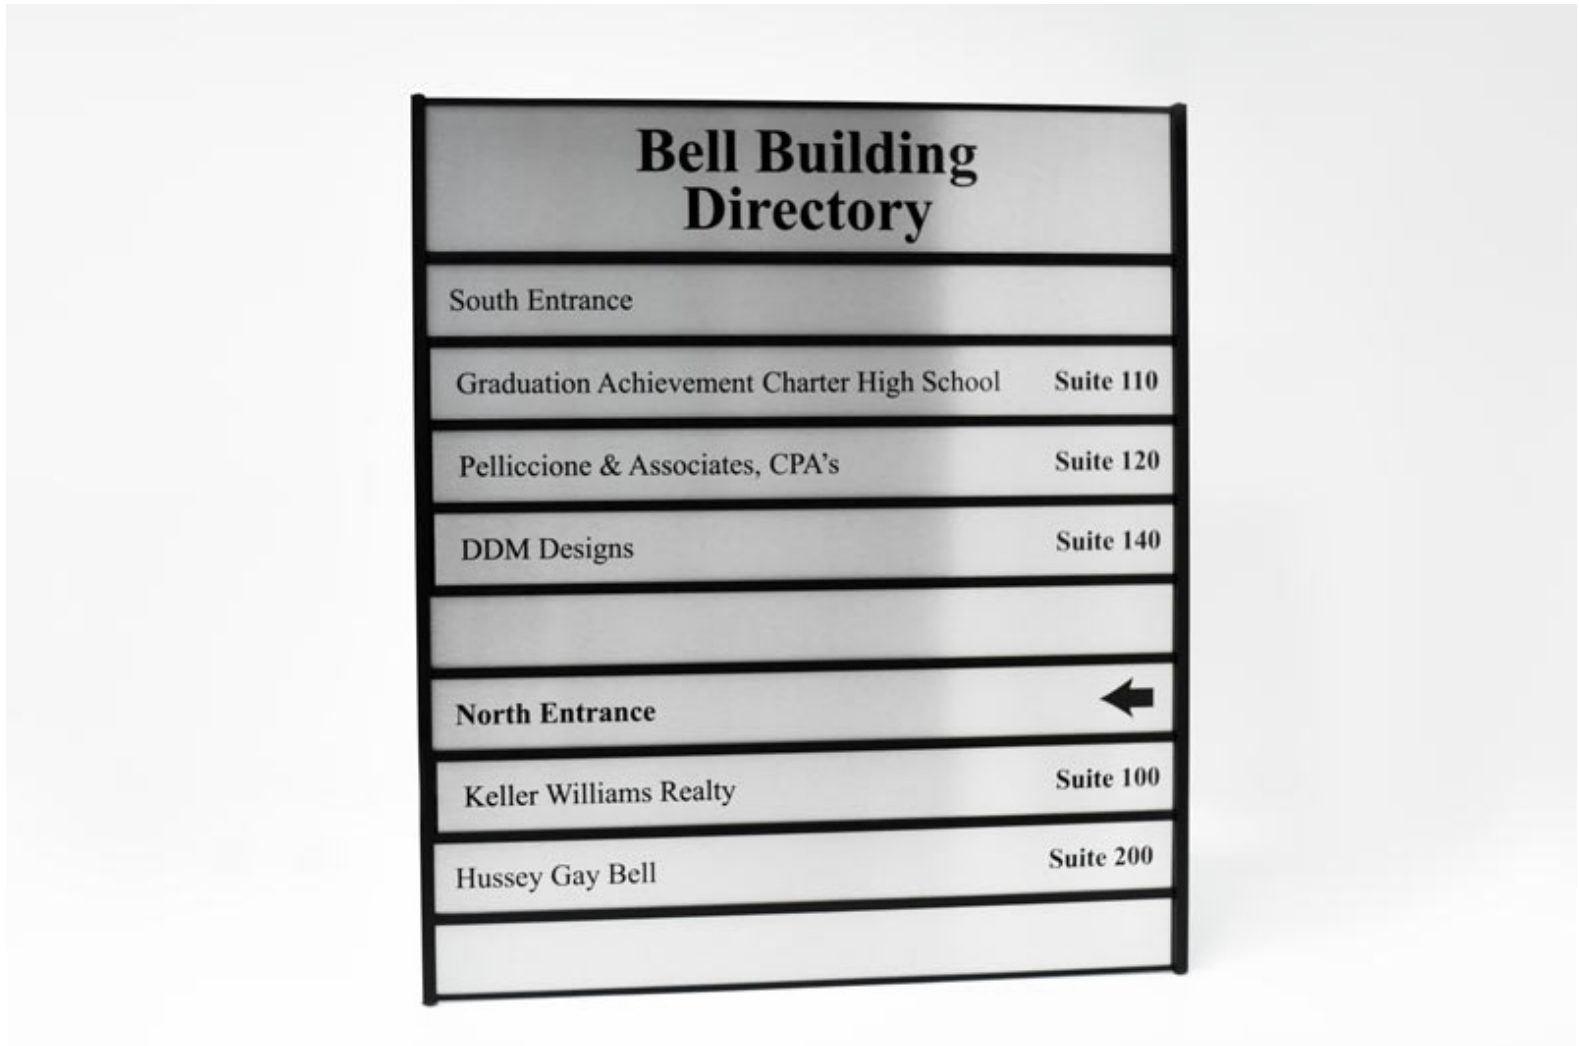 Bell Building
Directory
South Entrance
Graduation Achievement Charter High School Suite 110
Pelliccione & Associates, CPA’s Suite 120
DDM Designs Suite 140
North Entrance
Keller Williams Realty Suite 100
Hussey Gay Bell Suite 200